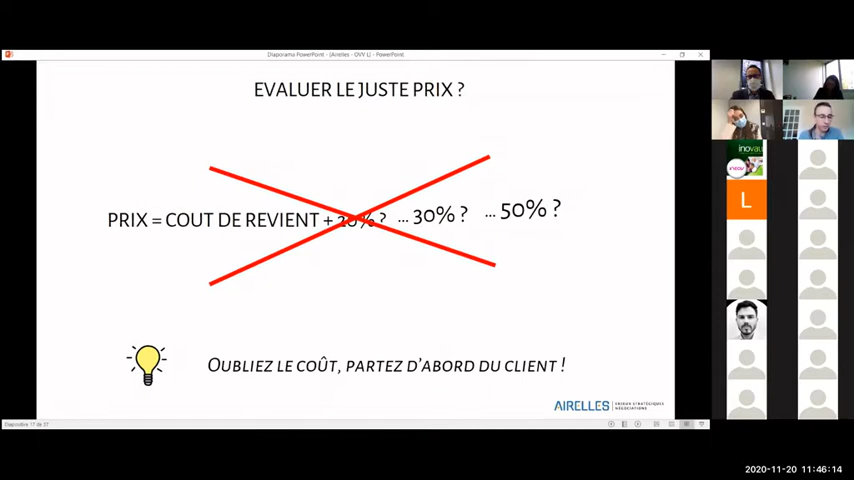 Diaporama PowerPoint - [Airelles - OVV L] - PowerPoint
EVALUER LE JUSTE PRIX ?
PRIX = COUT DE REVIENT + 20% ? ... 30% ? ... 50% ?
OUBLIEZ LE COÛT, PARTEZ D'ABORD DU CLIENT !
AIRELLES
ENJEUX STRATÉGIQUES
NÉGOCIATIONS
Diapositive 17 de 37
inovali
L
2020-11-20 11:46:14